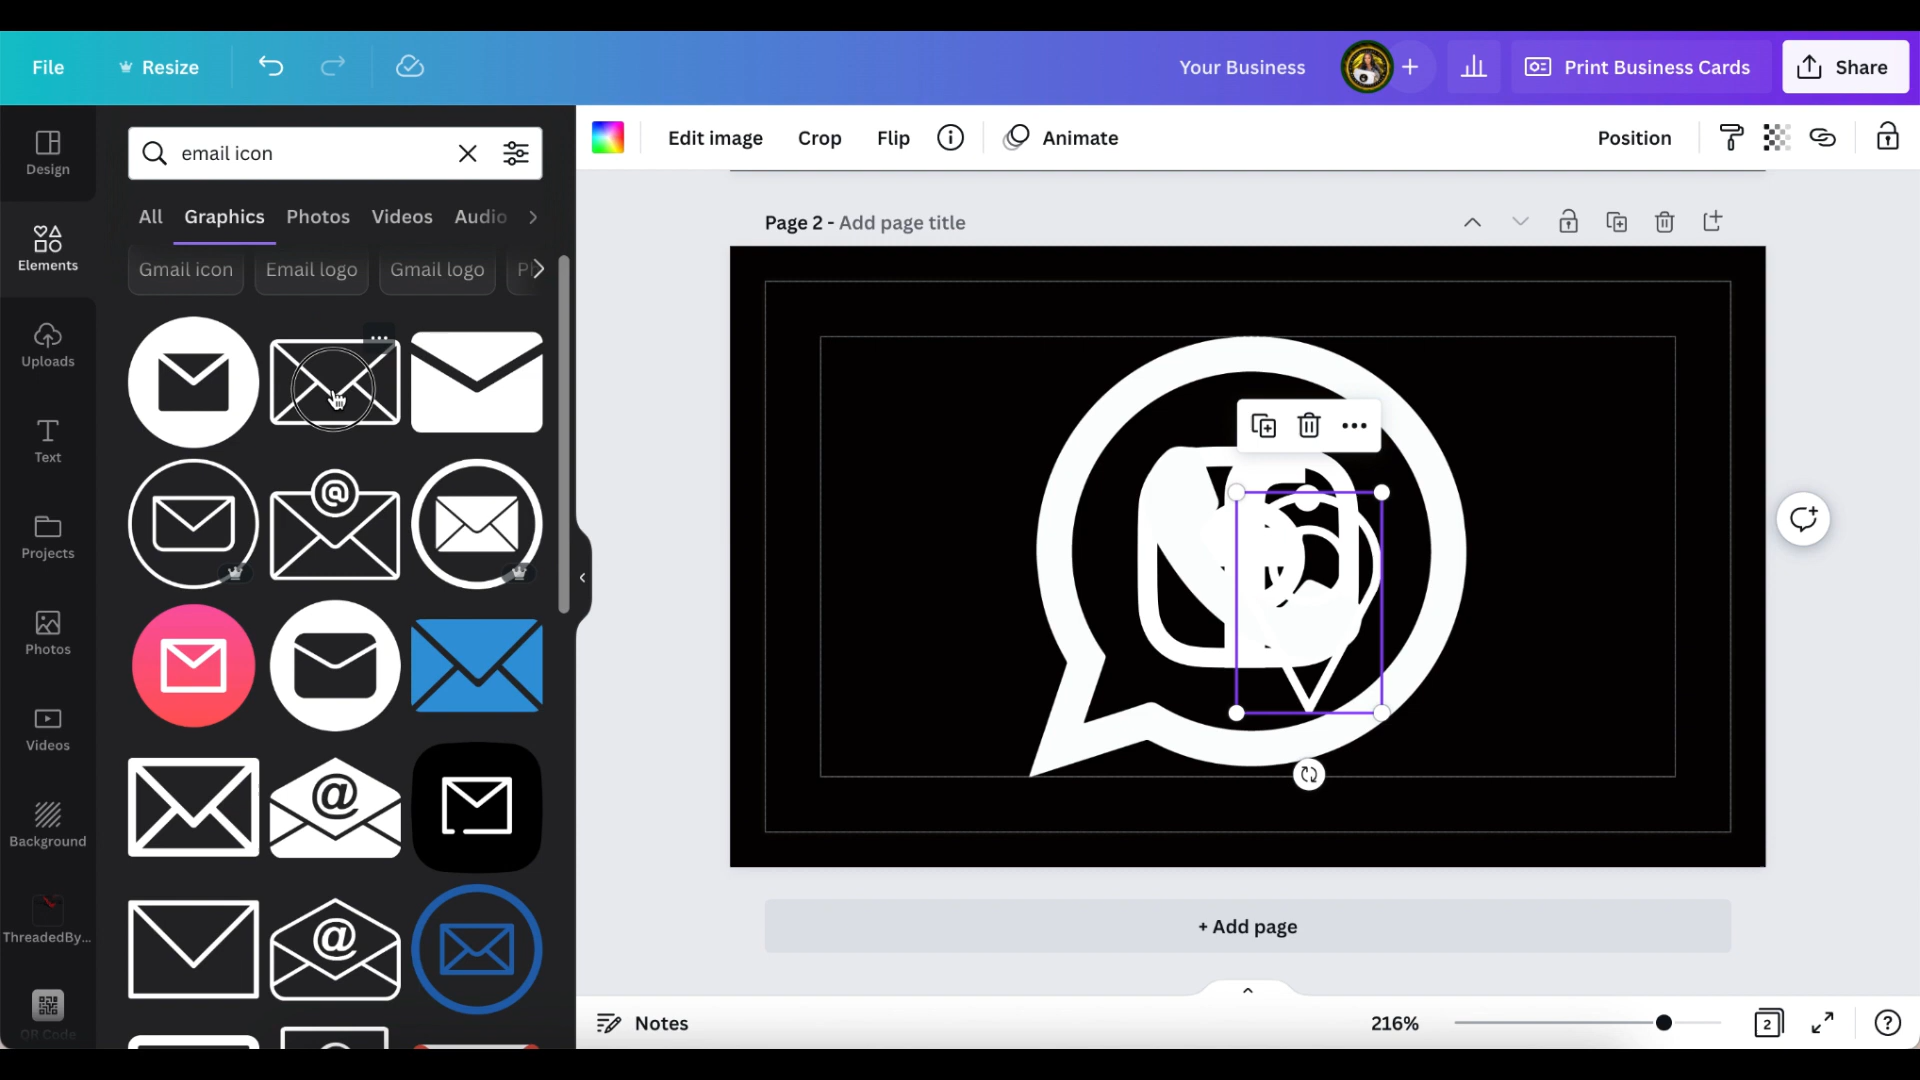 File
Resize
Your Business
Print Business Cards
Share
Design
Elements
Uploads
Text
Projects
Photos
Videos
Background
ThreadedBy...
QR Code
email icon
All
Graphics
Photos
Videos
Audio
Gmail icon
Email logo
Gmail logo
@
@
@
Edit image
Crop
Flip
Animate
Position
Page 2 - Add page title
+ Add page
Notes
216%
2